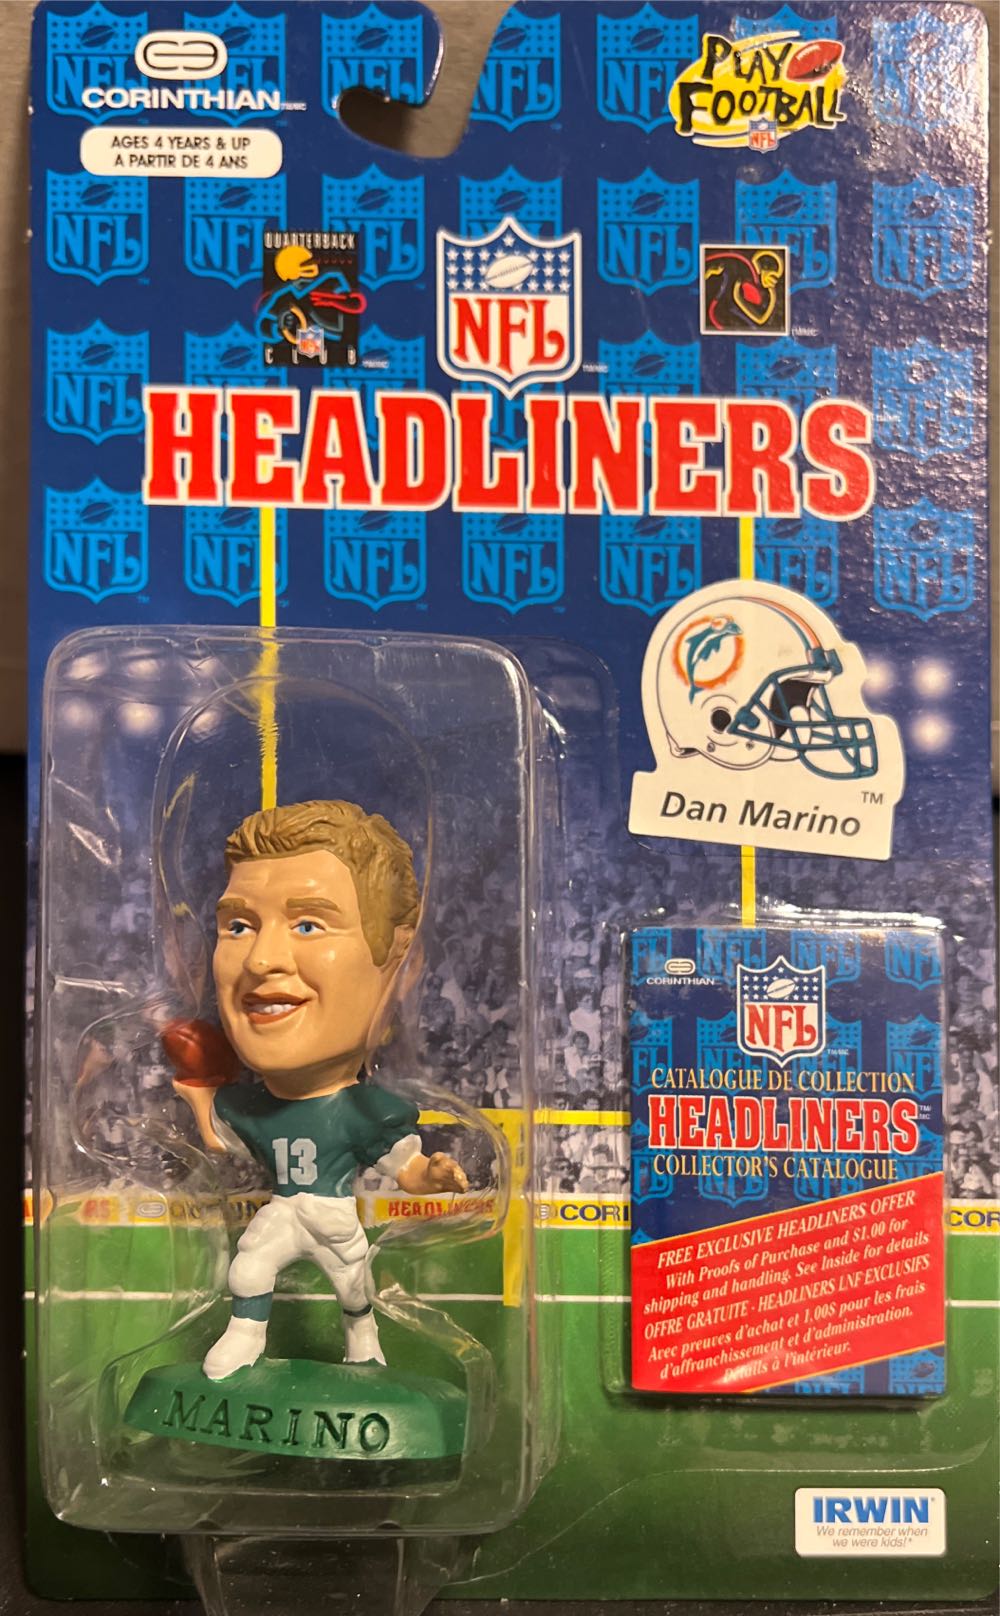 CORINTHIAN
AGES 4 YEARS & UP
A PARTIR DE 4 ANS
PLAY
FOOTBALL
NFL
QUARTERBACK
CLUB
NFL
HEADLINERS
Dan Marino™
13
MARINO
HEADLINERS
CORI
COR
CORINTHIAN
NFL
CATALOGUE DE COLLECTION
HEADLINERS
COLLECTOR'S CATALOGUE
FREE EXCLUSIVE HEADLINERS OFFER
With Proofs of Purchase and $1.00 for
shipping and handling. See Inside for details
OFFRE GRATUITE - HEADLINERS LNF EXCLUSIFS
Avec preuves d'achat et 1,00$ pour les frais
d'affranchissement et d'administration.
Détails à l'intérieur.
IRWIN
We remember when
we were kids!*